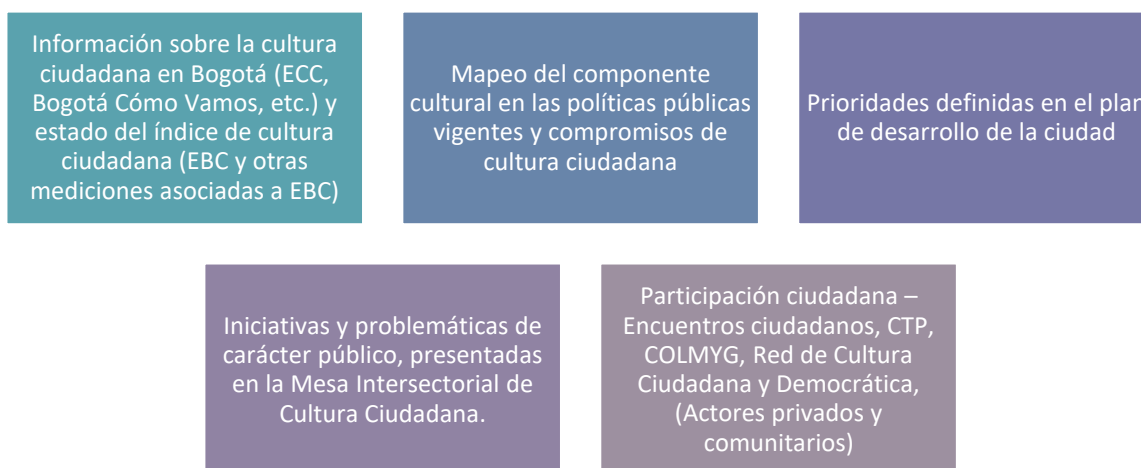 Información sobre la cultura
ciudadana en Bogotá (ECC,
Bogotá Cómo Vamos, etc.) y
estado del índice de cultura
ciudadana (EBC y otras
mediciones asociadas a EBC)
Mapeo del componente
cultural en las políticas públicas
vigentes y compromisos de
cultura ciudadana
Prioridades definidas en el plan
de desarrollo de la ciudad
Iniciativas y problemáticas de
carácter público, presentadas
en la Mesa Intersectorial de
Cultura Ciudadana.
Participación ciudadana –
Encuentros ciudadanos, CTP,
COLMYG, Red de Cultura
Ciudadana y Democrática,
(Actores privados y
comunitarios)